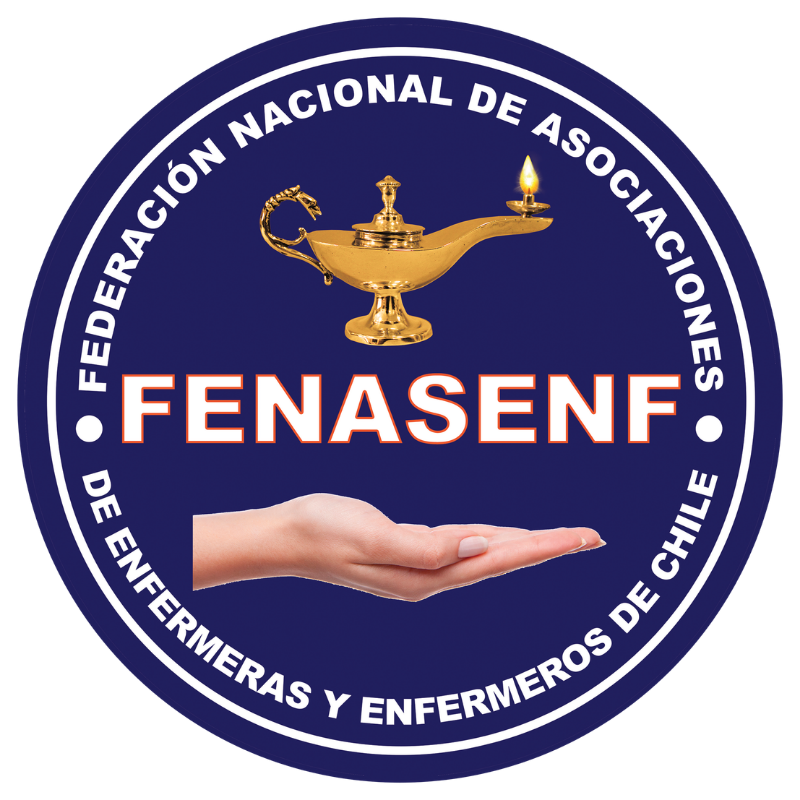 FEDERACIÓN NACIONAL DE ASOCIACIONES
FENASENF
DE ENFERMERAS Y ENFERMEROS DE CHILE